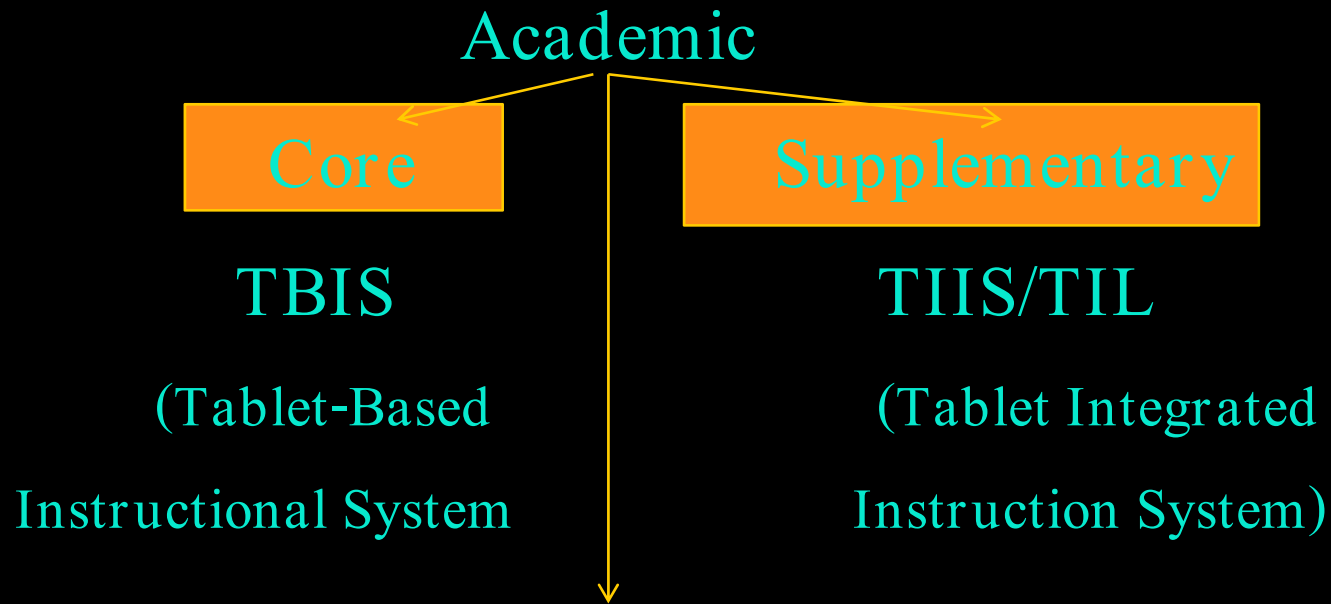 Academic
Core
Supplementary
TBIS
TIIS/TIL
(Tablet-Based
(Tablet Integrated
Instructional System
Instruction System)